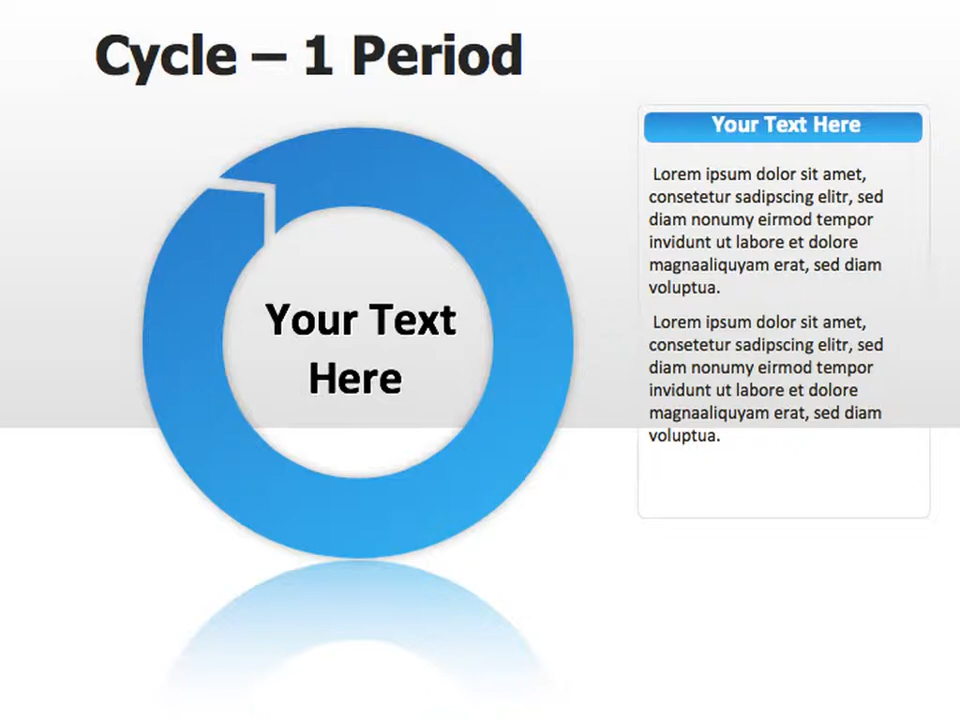 Cycle – 1 Period
Your Text
Here
Your Text Here
Lorem ipsum dolor sit amet,
consetetur sadipscing elitr, sed
diam nonumy eirmod tempor
invidunt ut labore et dolore
magnaaliquyam erat, sed diam
voluptua.
Lorem ipsum dolor sit amet,
consetetur sadipscing elitr, sed
diam nonumy eirmod tempor
invidunt ut labore et dolore
magnaaliquyam erat, sed diam
voluptua.